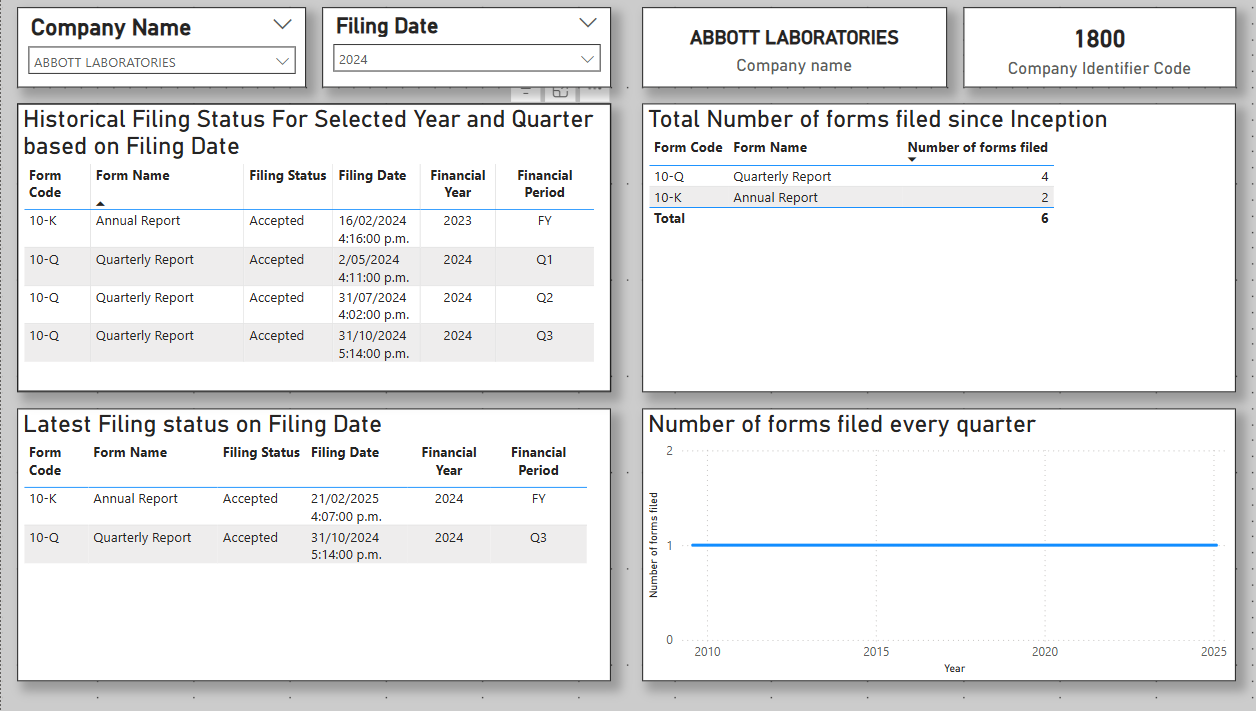 Company Name
ABBOTT LABORATORIES
Filing Date
2024
ABBOTT LABORATORIES
Company name
1800
Company Identifier Code
Historical Filing Status For Selected Year and Quarter
based on Filing Date
Form Code Form Name Filing Status Filing Date Financial Year Financial Period
10-K Annual Report Accepted 16/02/2024 4:16:00 p.m. 2023 FY
10-Q Quarterly Report Accepted 2/05/2024 4:11:00 p.m. 2024 Q1
10-Q Quarterly Report Accepted 31/07/2024 4:02:00 p.m. 2024 Q2
10-Q Quarterly Report Accepted 31/10/2024 5:14:00 p.m. 2024 Q3
Total Number of forms filed since Inception
Form Code Form Name Number of forms filed
10-Q Quarterly Report 4
10-K Annual Report 2
Total 6
Latest Filing status on Filing Date
Form Code Form Name Filing Status Filing Date Financial Year Financial Period
10-K Annual Report Accepted 21/02/2025 4:07:00 p.m. 2024 FY
10-Q Quarterly Report Accepted 31/10/2024 5:14:00 p.m. 2024 Q3
Number of forms filed every quarter
Number of forms filed
2
1
0
2010 2015 2020 2025
Year